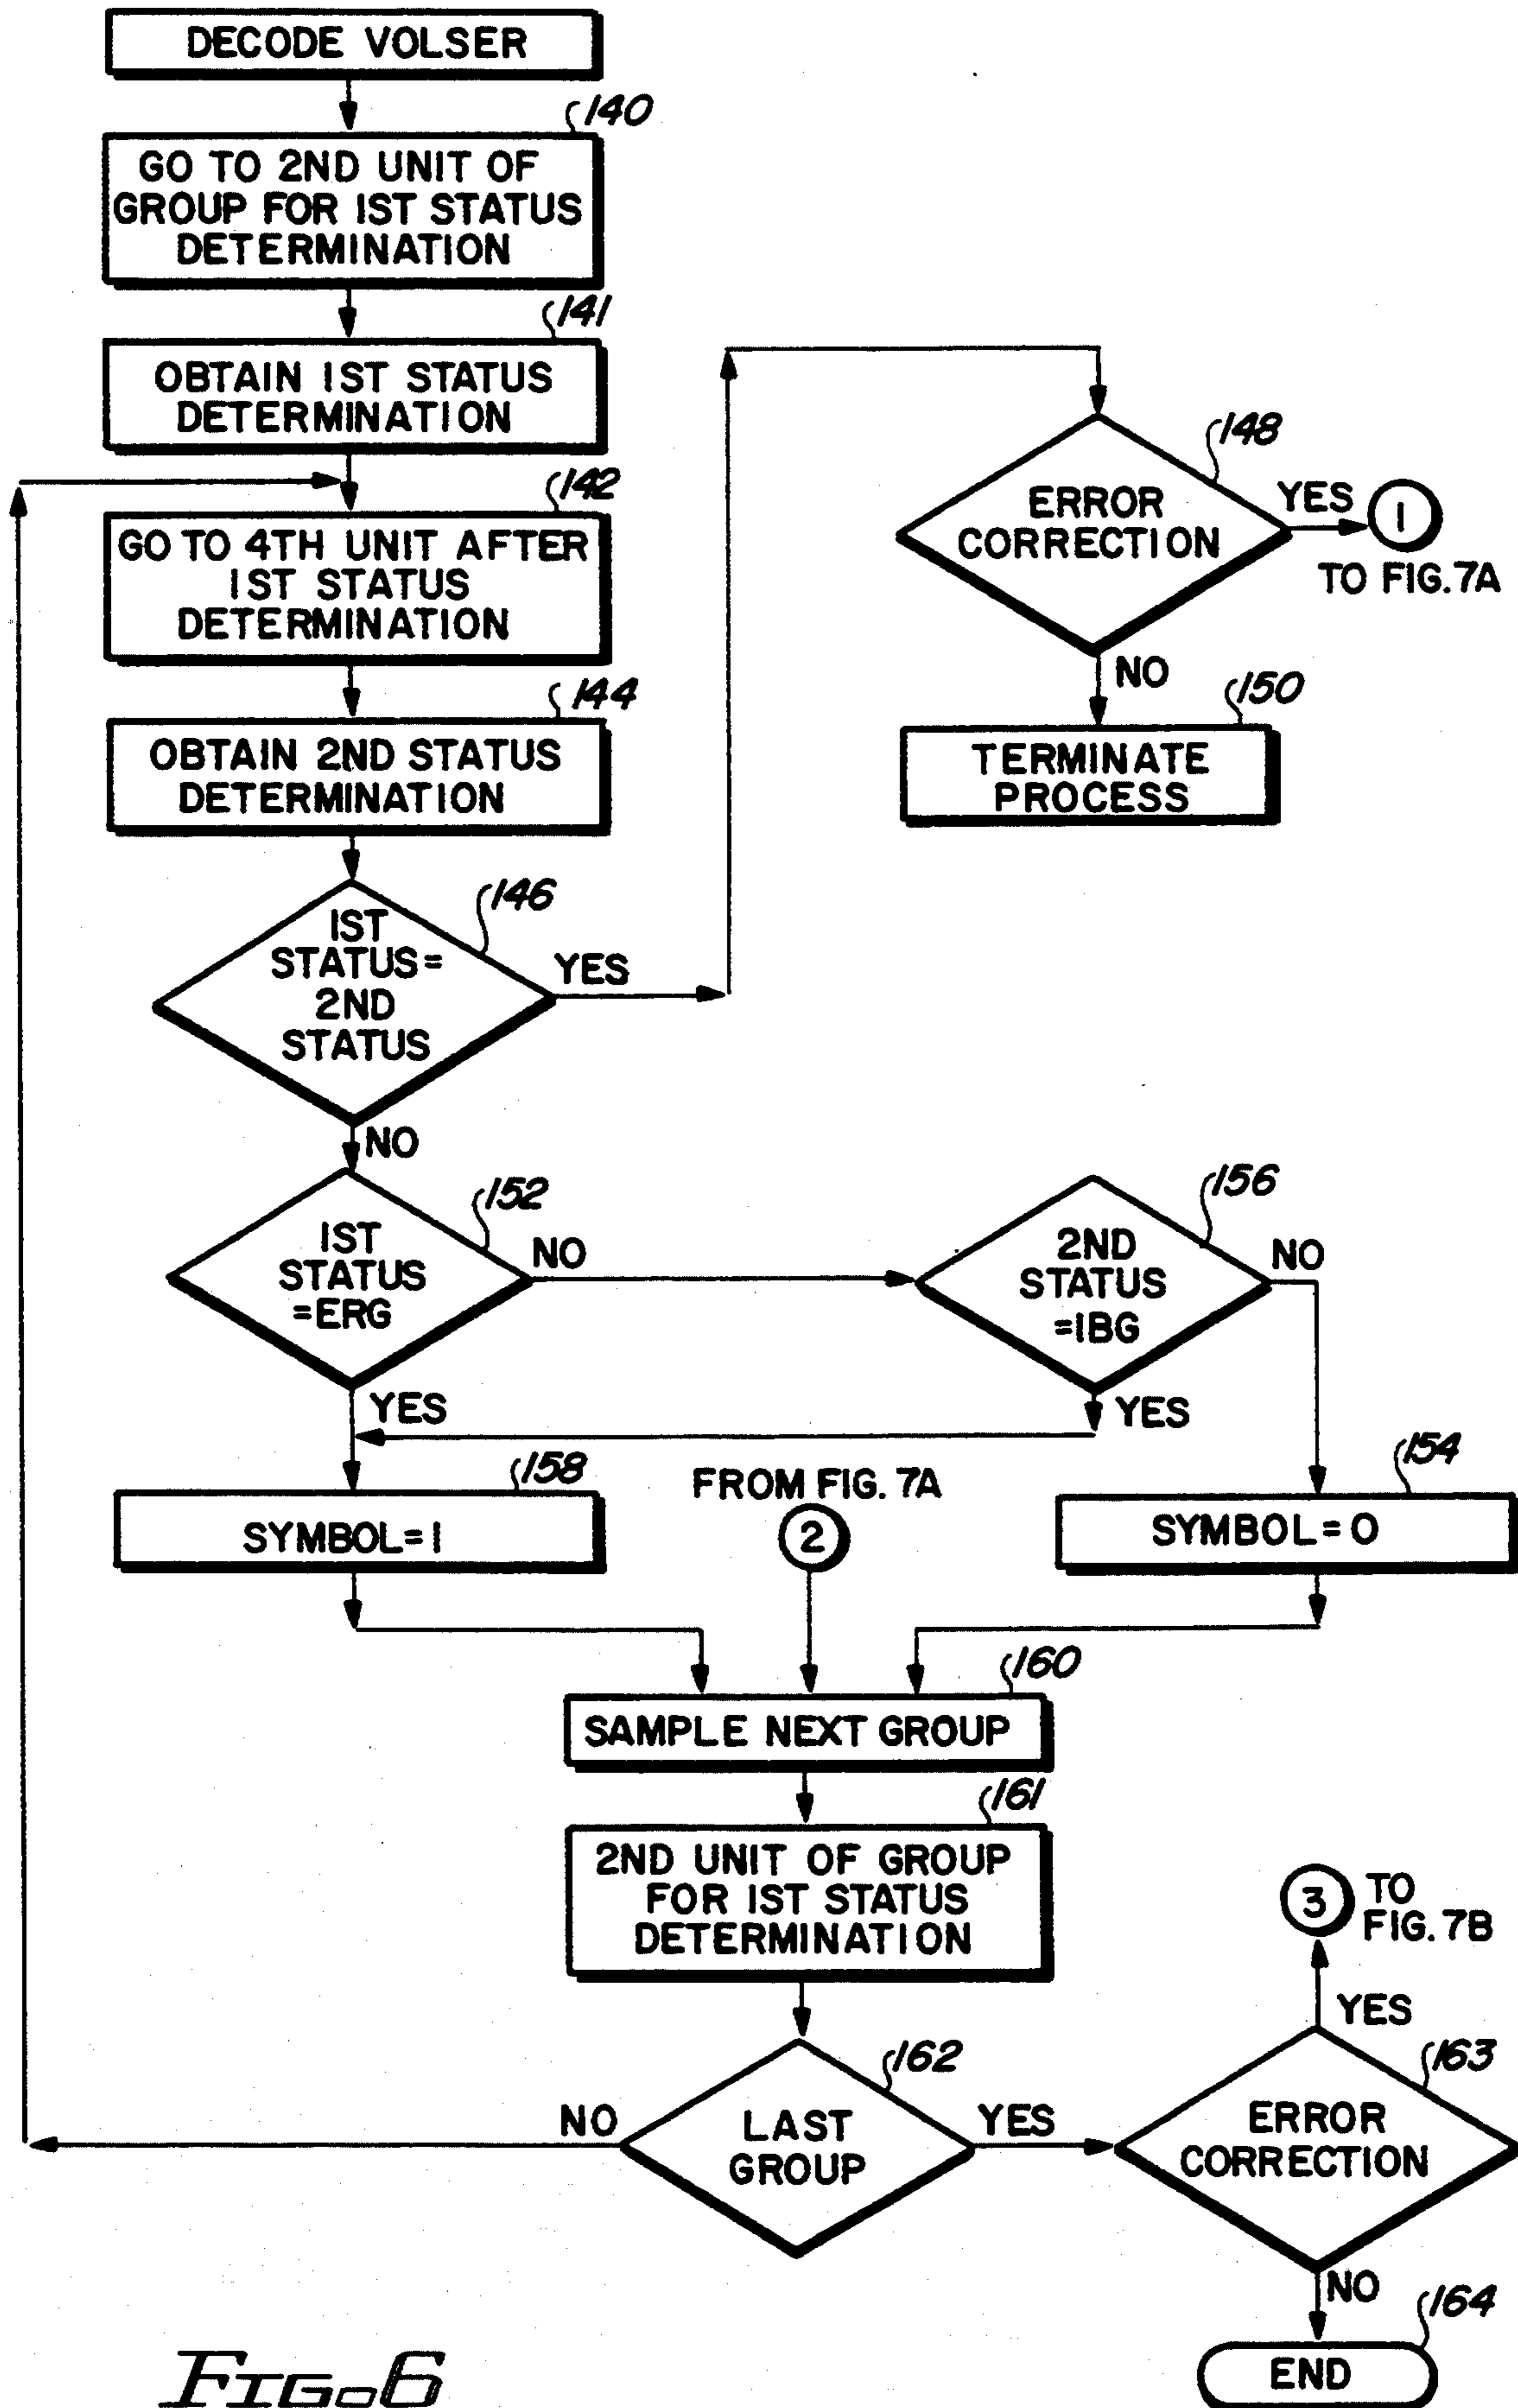 DECODE VOLSER
140
GO TO 2ND UNIT OF
GROUP FOR 1ST STATUS
DETERMINATION
141
OBTAIN 1ST STATUS
DETERMINATION
142
GO TO 4TH UNIT AFTER
1ST STATUS
DETERMINATION
144
OBTAIN 2ND STATUS
DETERMINATION
146
1ST
STATUS=
2ND
STATUS
YES
NO
148
ERROR
CORRECTION
YES
1
TO FIG.7A
NO
150
TERMINATE
PROCESS
152
1ST
STATUS
=ERG
NO
YES
156
2ND
STATUS
=IBG
NO
YES
158
SYMBOL=1
FROM FIG. 7A
2
154
SYMBOL=0
160
SAMPLE NEXT GROUP
161
2ND UNIT OF GROUP
FOR 1ST STATUS
DETERMINATION
162
LAST
GROUP
NO
YES
3
TO
FIG.7B
YES
163
ERROR
CORRECTION
NO
164
END
FIG.6